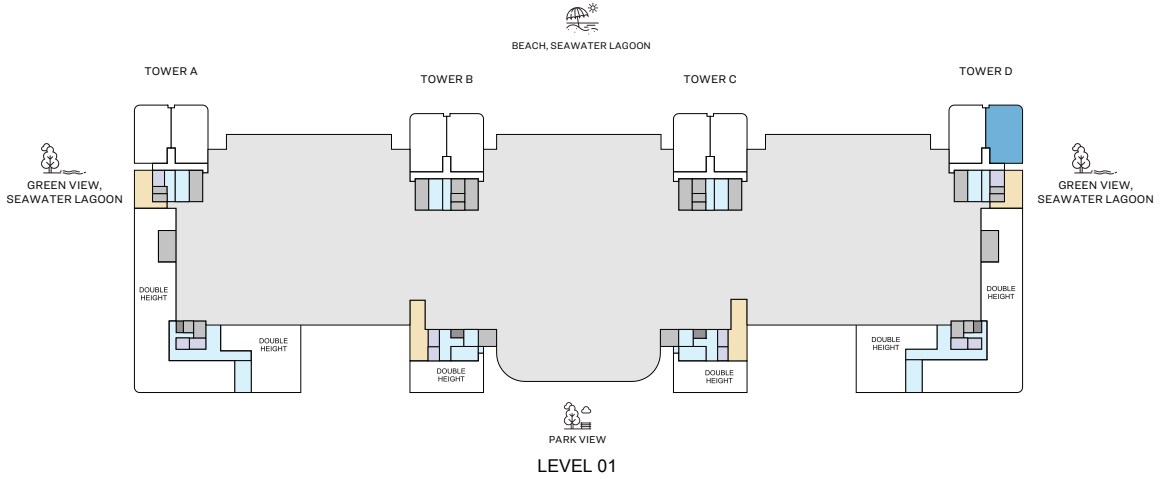 BEACH, SEAWATER LAGOON
TOWER A
TOWER B
TOWER C
TOWER D
GREEN VIEW,
SEAWATER LAGOON
GREEN VIEW,
SEAWATER LAGOON
DOUBLE
HEIGHT
DOUBLE
HEIGHT
DOUBLE
HEIGHT
DOUBLE
HEIGHT
DOUBLE
HEIGHT
DOUBLE
HEIGHT
PARK VIEW
LEVEL 01